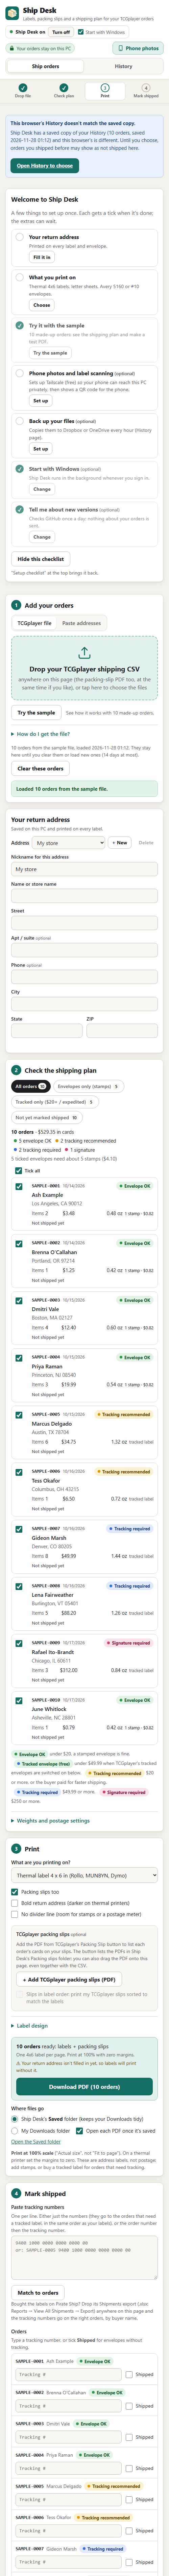 Ship Desk
Labels, packing slips and a shipping plan for your TCGplayer orders
Ship Desk on
Turn off
Start with Windows
Your orders stay on this PC
Phone photos
Ship orders
History
Drop file
Check plan
3
Print
4
Mark shipped
This browser's History doesn't match the saved copy.
Ship Desk has a saved copy of your History (10 orders, saved
2026-11-28 01:12) and this browser's is different. Until you choose,
orders you shipped before may show as not shipped here.
Open History to choose
Welcome to Ship Desk
A few things to set up once. Each gets a tick when it's done;
the extras can wait.
Your return address
Printed on every label and envelope.
Fill it in
What you print on
Thermal 4x6 labels, letter sheets, Avery 5160 or #10
envelopes.
Choose
Try it with the sample
10 made-up orders: see the shipping plan and make a
test PDF.
Try the sample
Phone photos and label scanning (optional)
Sets up Tailscale (free) so your phone can reach this PC
privately, then shows a QR code for the phone.
Set up
Back up your files (optional)
Copies them to Dropbox or OneDrive every hour (History
page).
Set up
Start with Windows (optional)
Ship Desk runs in the background whenever you sign in.
Change
Tell me about new versions (optional)
Checks GitHub once a day; nothing about your orders is
sent.
Change
Hide this checklist
"Setup checklist" at the top brings it back.
1 Add your orders
TCGplayer file
Paste addresses
Drop your TCGplayer shipping CSV
anywhere on this page (the packing-slip PDF too, at the
same time if you like), or tap here to choose the files
Try the sample
See how it works with 10 made-up orders.
How do I get the file?
10 orders from the sample file, loaded 2026-11-28 01:12. They stay
here until you clear them or load new ones (14 days at most).
Clear these orders
Loaded 10 orders from the sample file.
Your return address
Saved on this PC and printed on every label.
Address
My store
+ New
Delete
Nickname for this address
My store
Name or store name
Street
Apt / suite optional
Phone optional
City
State
ZIP
2 Check the shipping plan
All orders 10
Envelopes only (stamps) 5
Tracked only ($20+ / expedited) 5
Not yet marked shipped 10
10 orders · $529.25 in cards
5 envelope OK
2 tracking recommended
2 tracking required
1 signature
5 ticked envelopes need about 5 stamps ($4.10)
Tick all
SAMPLE-0001 10/14/2026 Envelope OK
Ash Example
Los Angeles, CA 90012
Items 2 $3.48 0.48 oz 1 stamp · $0.82
Not shipped yet
SAMPLE-0002 10/14/2026 Envelope OK
Brenna O'Callahan
Portland, OR 97214
Items 1 $1.25 0.42 oz 1 stamp · $0.82
Not shipped yet
SAMPLE-0003 10/15/2026 Envelope OK
Dmitri Vale
Boston, MA 02127
Items 4 $12.40 0.60 oz 1 stamp · $0.82
Not shipped yet
SAMPLE-0004 10/15/2026 Envelope OK
Priya Raman
Princeton, NJ 08540
Items 3 $19.99 0.54 oz 1 stamp · $0.82
Not shipped yet
SAMPLE-0005 10/15/2026 Tracking recommended
Marcus Delgado
Austin, TX 78704
Items 6 $34.75 1.32 oz tracked label
Not shipped yet
SAMPLE-0006 10/15/2026 Tracking recommended
Tess Okafor
Columbus, OH 43215
Items 1 $6.50 0.72 oz tracked label
Not shipped yet
SAMPLE-0007 10/16/2026 Tracking required
Gideon Marsh
Denver, CO 80205
Items 8 $49.99 1.44 oz tracked label
Not shipped yet
SAMPLE-0008 10/16/2026 Tracking required
Lena Fairweather
Burlington, VT 05401
Items 5 $88.20 1.26 oz tracked label
Not shipped yet
SAMPLE-0009 10/17/2026 Signature required
Rafael Ito-Brandt
Chicago, IL 60611
Items 3 $312.00 0.84 oz tracked label
Not shipped yet
SAMPLE-0010 10/17/2026 Envelope OK
June Whitlock
Asheville, NC 28801
Items 1 $0.79 0.42 oz 1 stamp · $0.82
Not shipped yet
Envelope OK under $20, a stamped envelope is fine.
Tracked envelope (free) under $49.99 when TCGplayer's tracked
envelopes are switched on below. Tracking recommended $20
or more, or the buyer paid for faster shipping.
Tracking required $49.99 or more. Signature required
$250 or more.
Weights and postage settings
3 Print
What are you printing on?
Thermal label 4 x 6 in (Rollo, MUNBYN, Dymo)
Packing slips too
Bold return address (darker on thermal printers)
No divider line (room for stamps or a postage meter)
TCGplayer packing slips optional
Add the PDF from TCGplayer's Packing Slip button to keep each
order's cards on your slips. The button lists the PDFs in Ship
Desk's Saved folder; you can also drag the PDF onto this
page, even together with the CSV.
+ Add TCGplayer packing slips (PDF)
Slips in label order: print my TCGplayer slips sorted to
match the labels
Label design
10 orders ready: labels + packing slips
One 4x6 label per page. Print at 100% with zero margins.
Your return address isn't filled in yet, so labels will print
without it.
Download PDF (10 orders)
Where files go
Ship Desk's Saved folder (keeps your Downloads tidy)
My Downloads folder
Open each PDF once it's saved
Open the Saved folder
Print at 100% scale ("Actual size", not "Fit to page"). On a thermal
printer set the margins to zero. These are address labels, not postage:
add stamps, or buy a tracked label for orders that need tracking.
4 Mark shipped
Paste tracking numbers
One per line. Either just the numbers (they go to the orders that need
a tracked label, in the same order as your labels), or the order number
then the tracking number.
9400 1000 0000 0000 0000 00
or: SAMPLE-0005 9400 1000 0000 0000 0000 00
Match to orders
Bought the labels on Pirate Ship? Drop its Shipments export (Ship:
Reports → View All Shipments → Export) anywhere on this page and
the tracking numbers go on the right orders, by buyer name.
Orders
Type a tracking number, or tick Shipped for envelopes without
tracking.
SAMPLE-0001 Ash Example Envelope OK
Tracking # Shipped
SAMPLE-0002 Brenna O'Callahan Envelope OK
Tracking # Shipped
SAMPLE-0003 Dmitri Vale Envelope OK
Tracking # Shipped
SAMPLE-0004 Priya Raman Envelope OK
Tracking # Shipped
SAMPLE-0005 Marcus Delgado Tracking recommended
Tracking # Shipped
SAMPLE-0006 Tess Okafor Tracking recommended
Tracking # Shipped
SAMPLE-0007 Gideon Marsh Tracking required
Tracking # Shipped